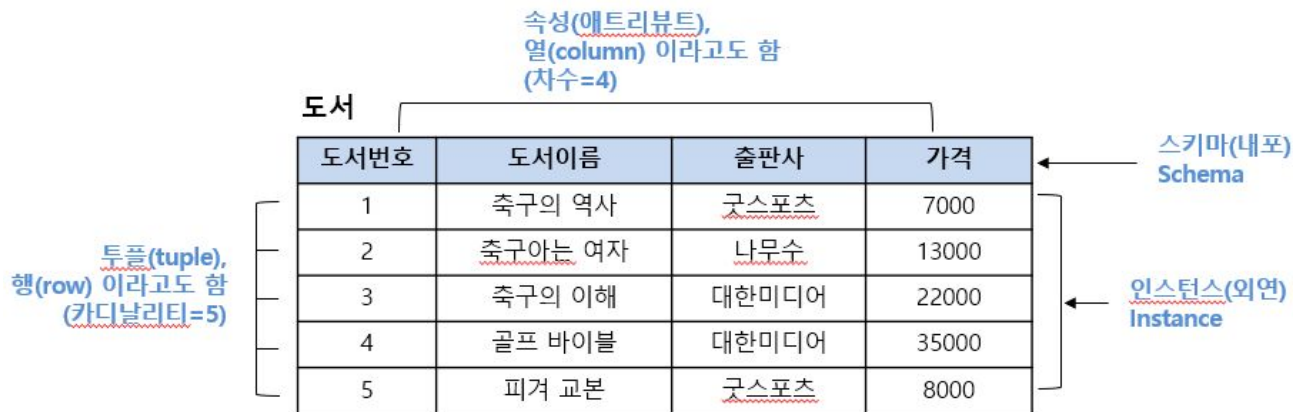 속성(애트리뷰트),
열(column) 이라고도 함
(차수=4)
도서
도서번호 도서이름 출판사 가격
스키마(내포)
Schema
1 축구의 역사 굿스포츠 7000
2 축구아는 여자 나무수 13000
3 축구의 이해 대한미디어 22000
4 골프 바이블 대한미디어 35000
5 피겨 교본 굿스포츠 8000
투플(tuple),
행(row) 이라고도 함
(카디날리티=5)
인스턴스(외연)
Instance